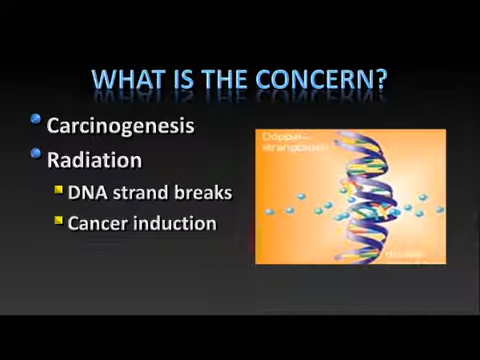 WHAT IS THE CONCERN?
Carcinogenesis
Radiation
DNA strand breaks
Cancer induction